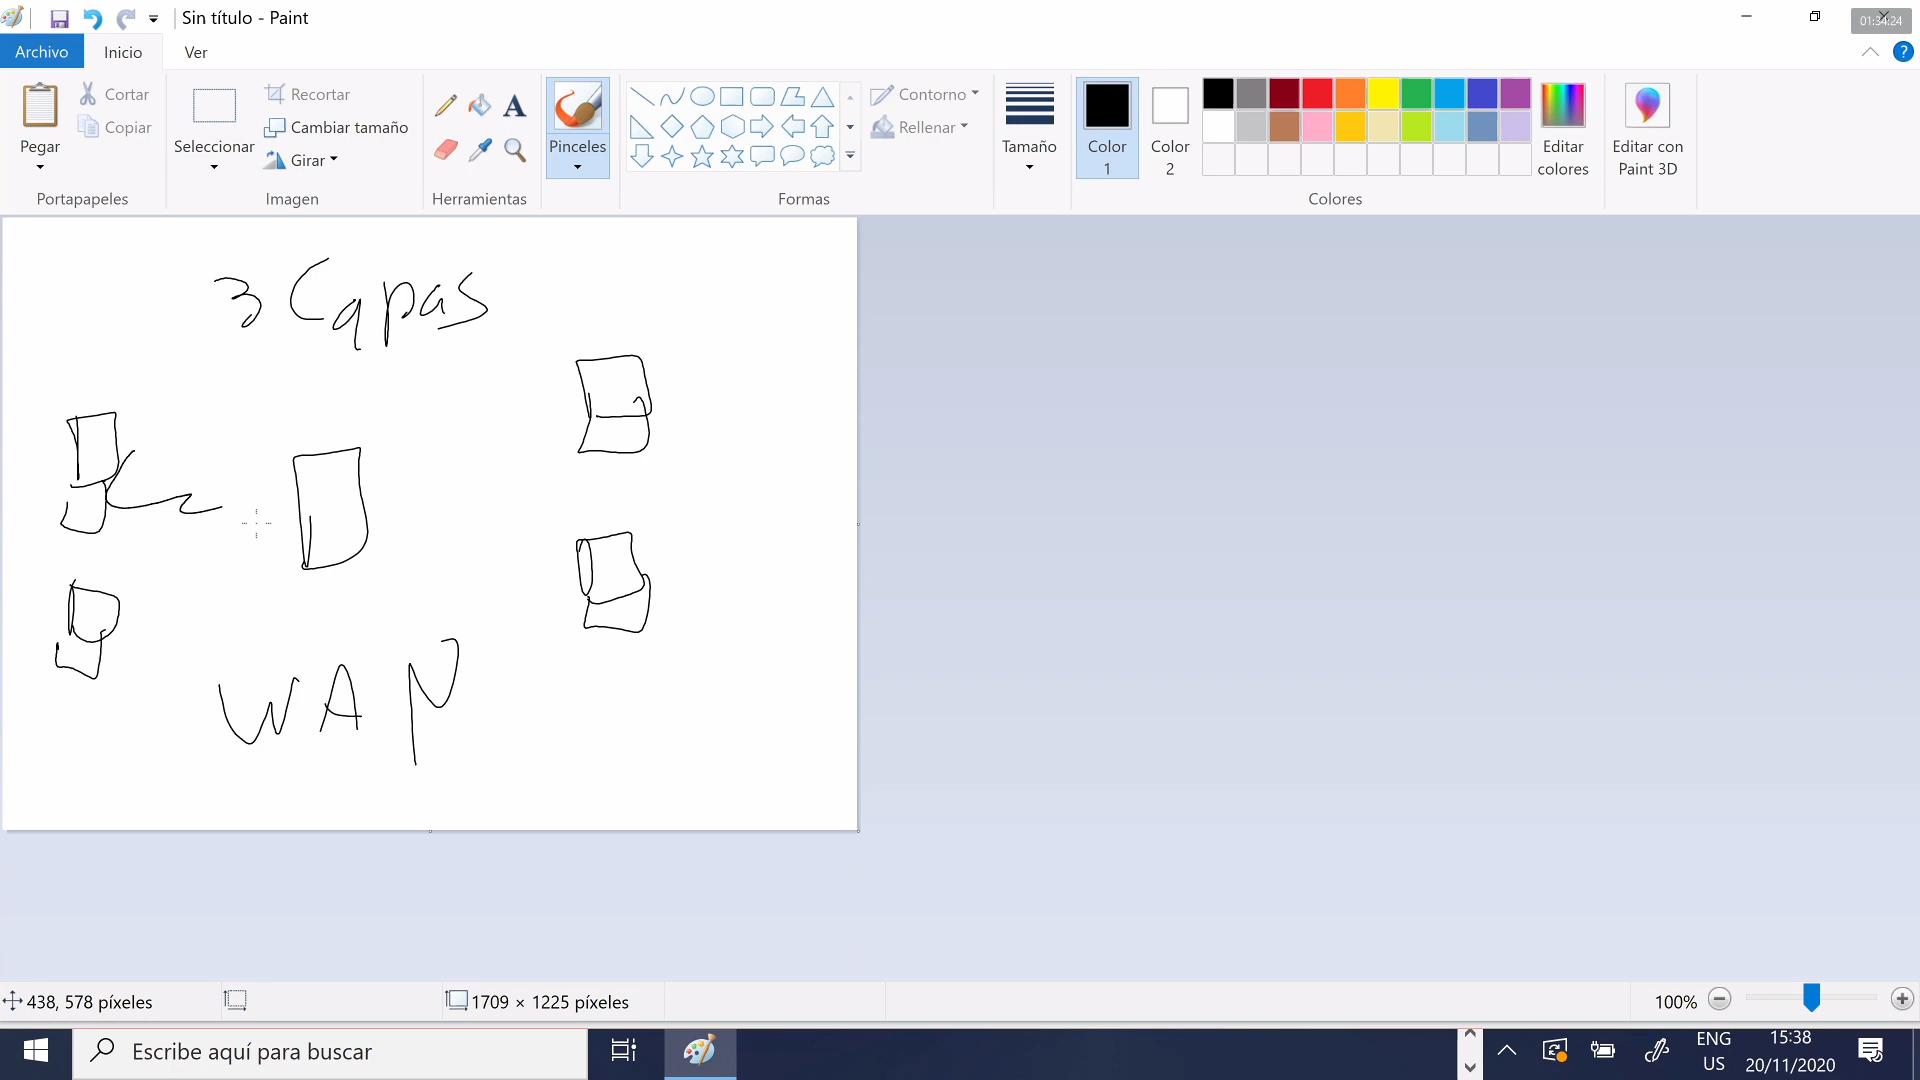 Sin título - Paint
01:34:24
Archivo Inicio Ver
Pegar
Cortar
Copiar
Portapapeles
Seleccionar
Recortar
Cambiar tamaño
Girar
Imagen
Herramientas
Pinceles
Contorno
Rellenar
Formas
Tamaño
Color 1
Color 2
Editar colores
Colores
Editar con Paint 3D
3 Capas
WAN
438, 578 píxeles
1709 × 1225 píxeles
100%
Escribe aquí para buscar
ENG
US
15:38
20/11/2020